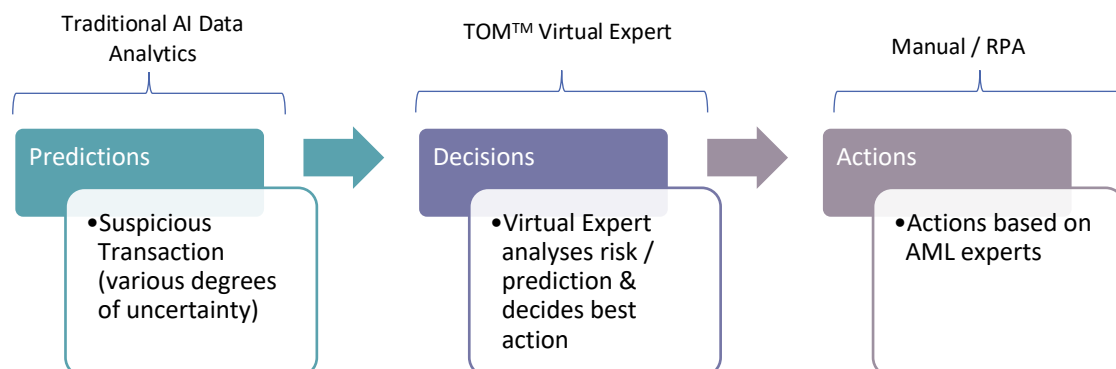 Traditional AI Data
Analytics
TOM™ Virtual Expert
Manual / RPA
Predictions
•Suspicious
Transaction
(various degrees
of uncertainty)
Decisions
•Virtual Expert
analyses risk /
prediction &
decides best
action
Actions
•Actions based on
AML experts